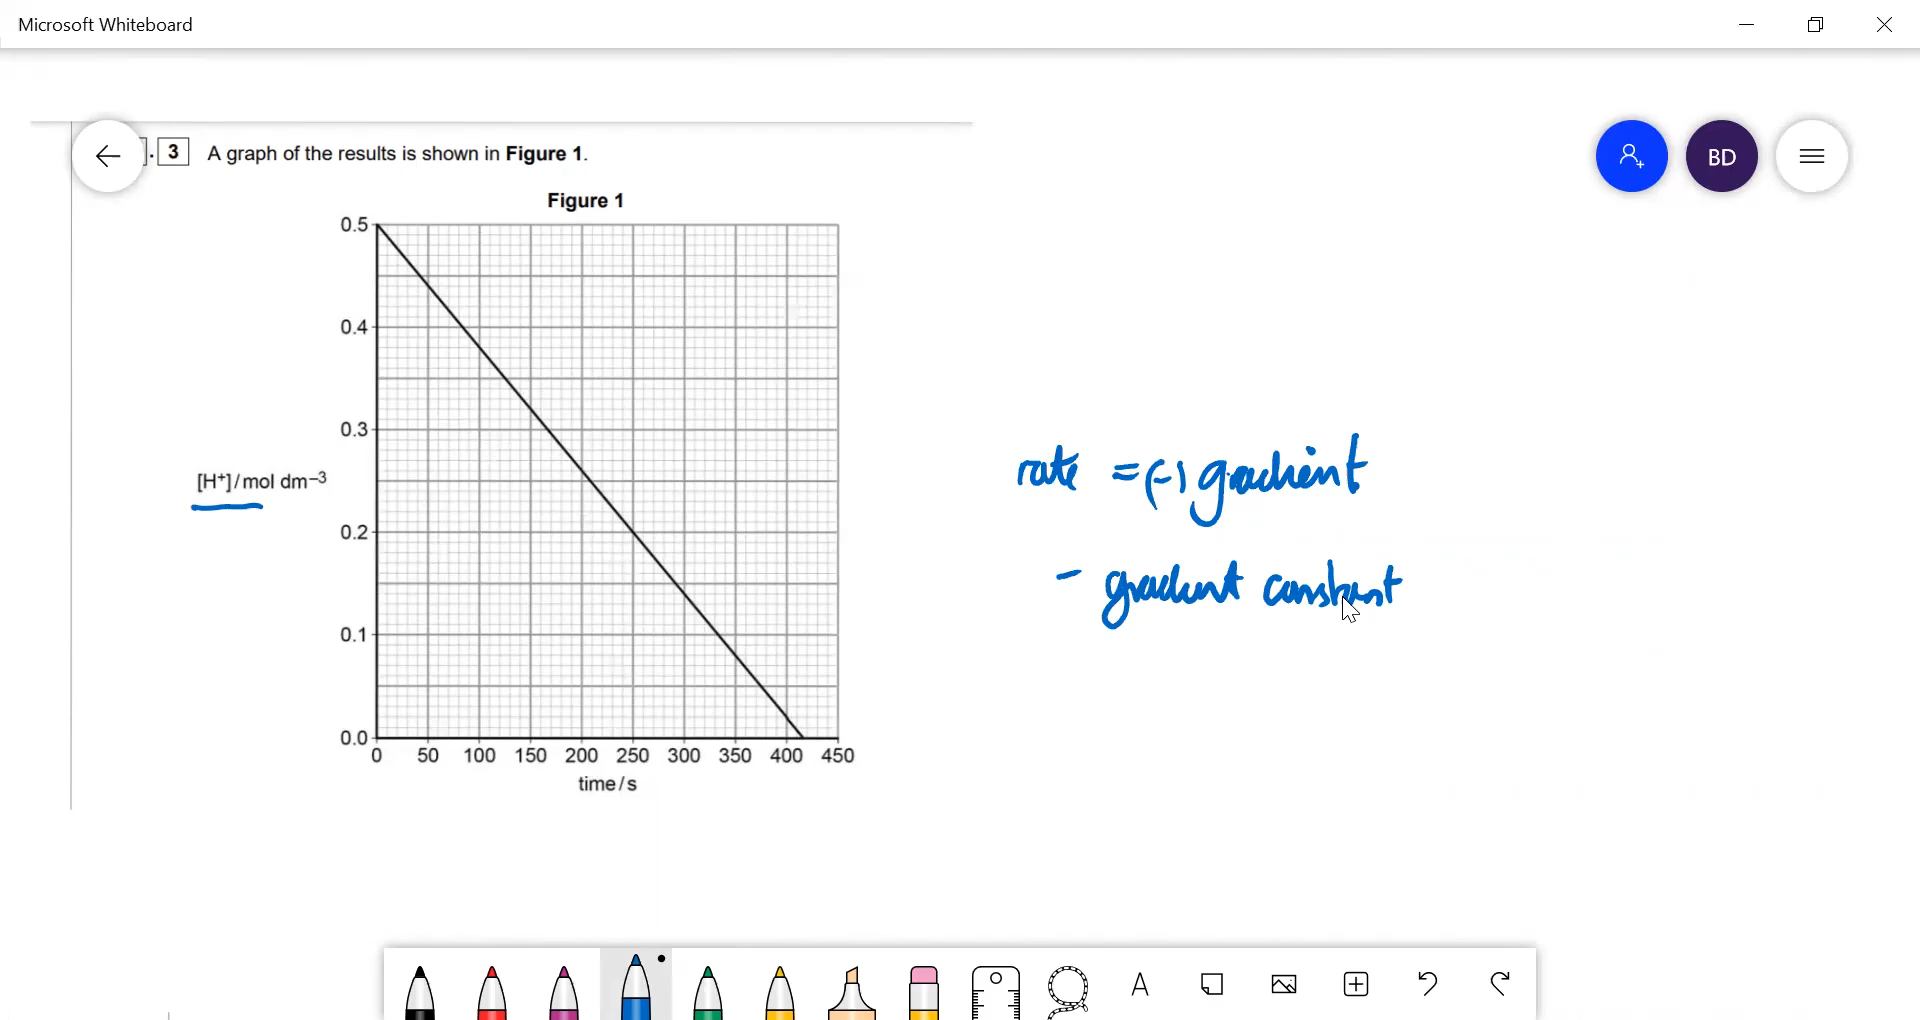 Microsoft Whiteboard
. 3 A graph of the results is shown in Figure 1.
BD
Figure 1
0.5
0.4
0.3
[H⁺]/mol dm⁻³
0.2
0.1
0.0
0 50 100 150 200 250 300 350 400 450
time/s
rate = (-) gradient
- gradient constant
A